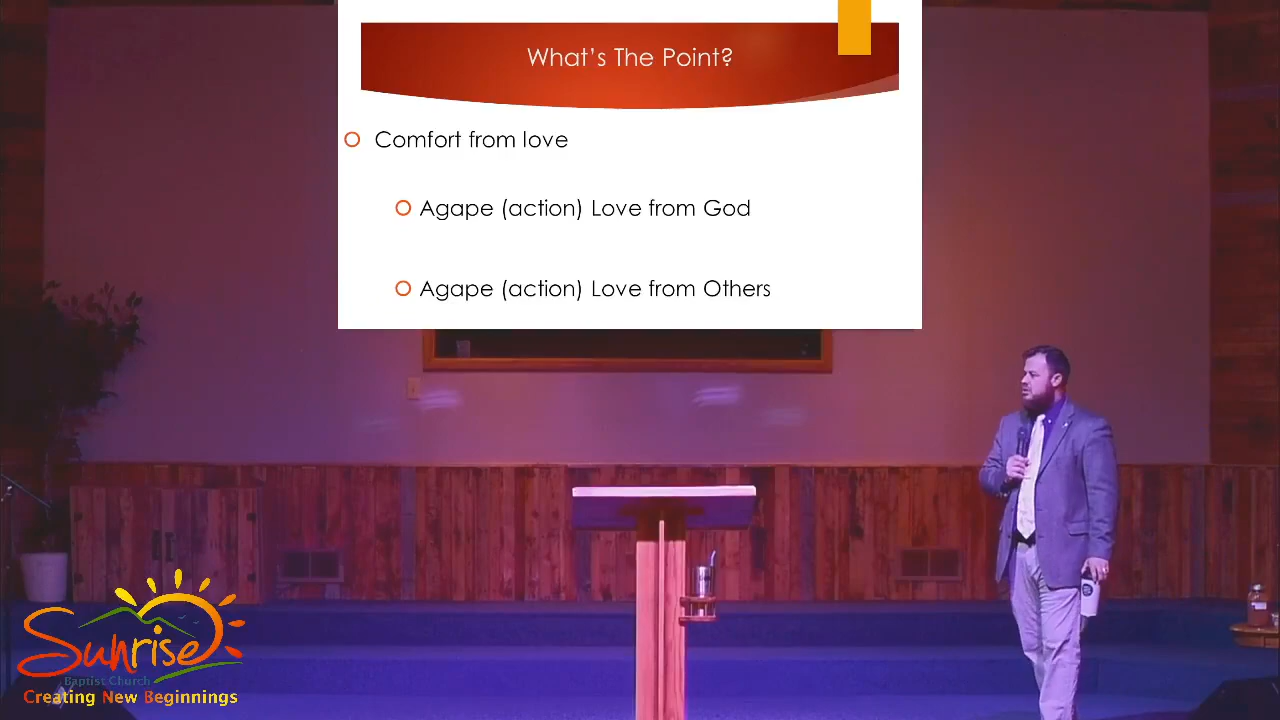 What's The Point?
Comfort from love
Agape (action) Love from God
Agape (action) Love from Others
Sunrise
Baptist Church
Creating New Beginnings